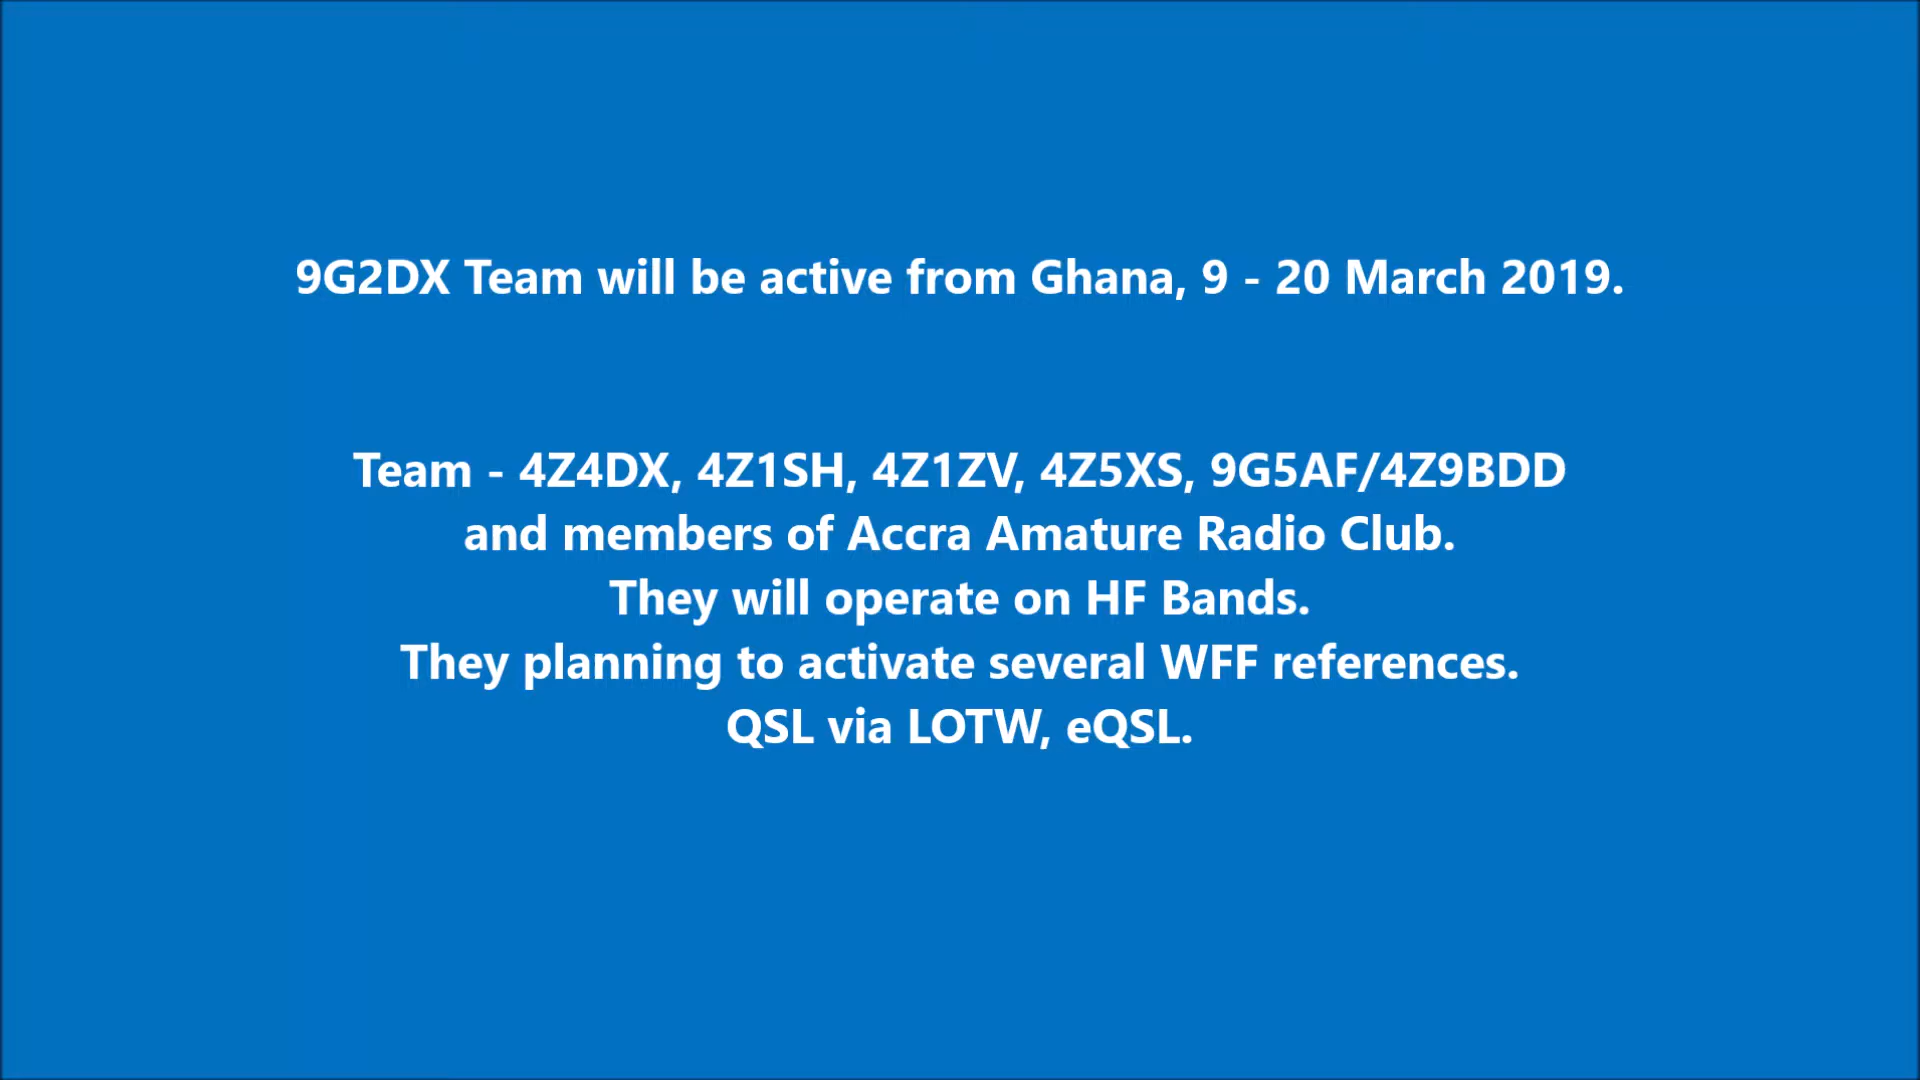 9G2DX Team will be active from Ghana, 9 - 20 March 2019.
Team - 4Z4DX, 4Z1SH, 4Z1ZV, 4Z5XS, 9G5AF/4Z9BDD
and members of Accra Amature Radio Club.
They will operate on HF Bands.
They planning to activate several WFF references.
QSL via LOTW, eQSL.